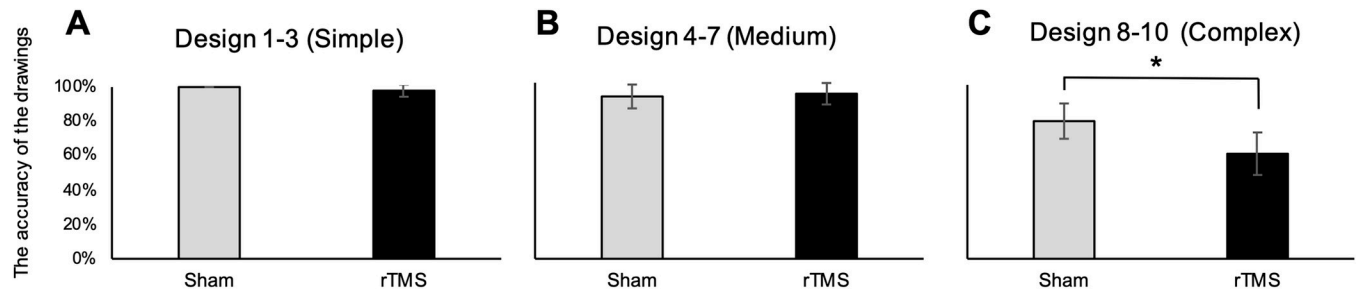 A
Design 1-3 (Simple)
The accuracy of the drawings
100%
80%
60%
40%
20%
0%
Sham
rTMS
B
Design 4-7 (Medium)
Sham
rTMS
C
Design 8-10 (Complex)
*
Sham
rTMS